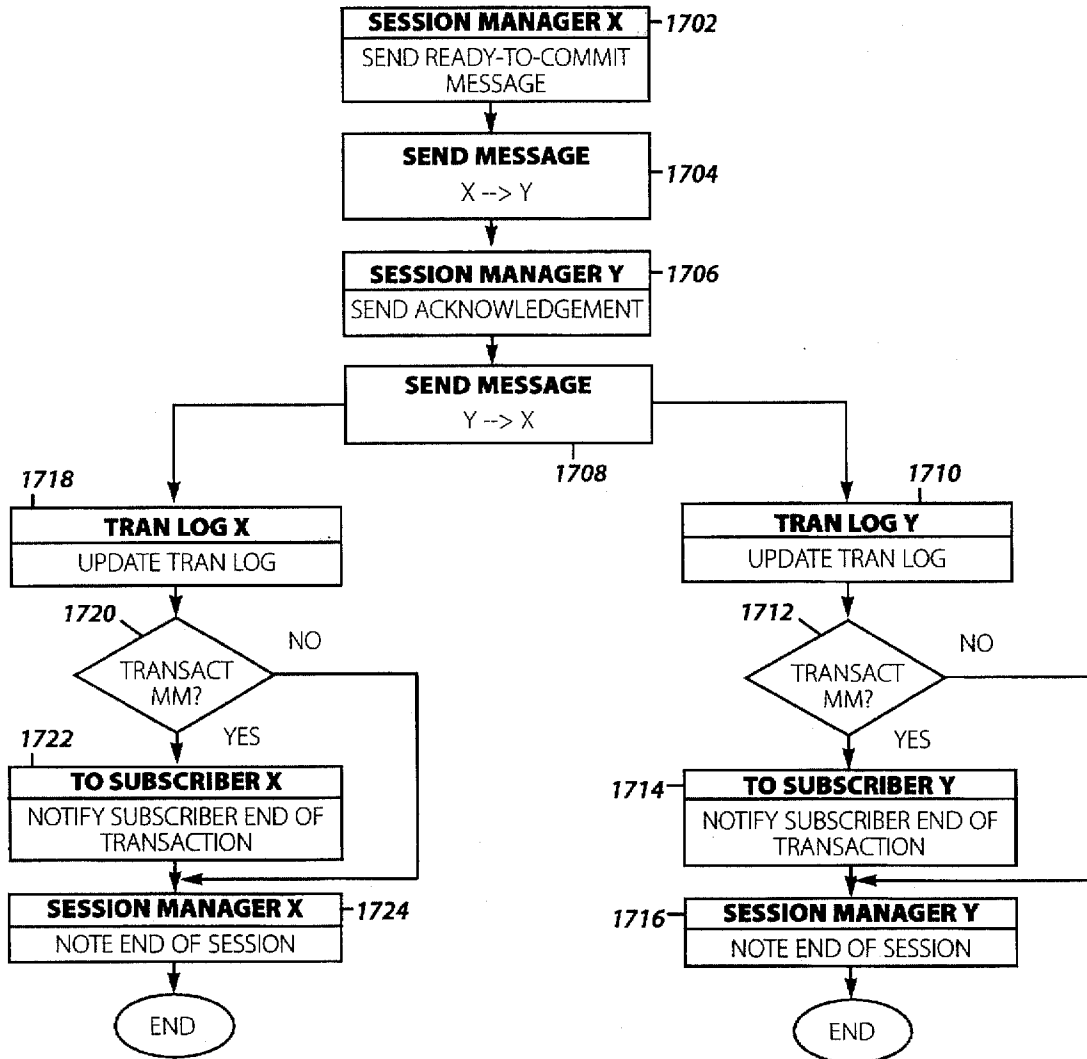 SESSION MANAGER X
1702
SEND READY-TO-COMMIT
MESSAGE
SEND MESSAGE
1704
X --> Y
SESSION MANAGER Y
1706
SEND ACKNOWLEDGEMENT
SEND MESSAGE
Y --> X
1708
1718
TRAN LOG X
UPDATE TRAN LOG
1720
NO
TRANSACT
MM?
YES
1722
TO SUBSCRIBER X
NOTIFY SUBSCRIBER END OF
TRANSACTION
SESSION MANAGER X
1724
NOTE END OF SESSION
END
1710
TRAN LOG Y
UPDATE TRAN LOG
1712
NO
TRANSACT
MM?
YES
TO SUBSCRIBER Y
1714
NOTIFY SUBSCRIBER END OF
TRANSACTION
SESSION MANAGER Y
1716
NOTE END OF SESSION
END